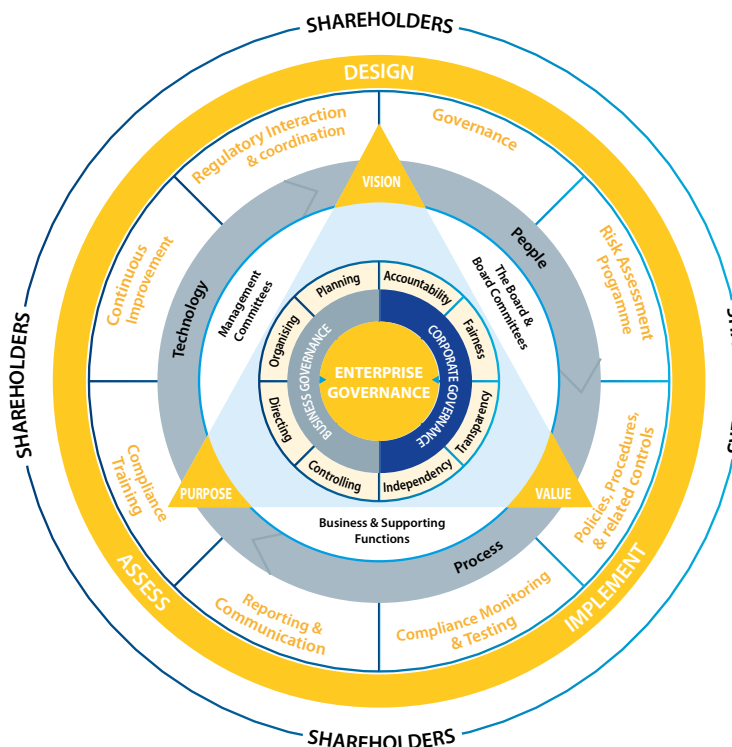 SHAREHOLDERS
DESIGN
Regulatory Interaction
& coordination
Governance
VISION
People
Technology
Continuous
Improvement
Risk Assessment
Programme
Management
Committees
The Board &
Board Committees
Planning
Accountability
Organising
Fairness
BUSINESS GOVERNANCE
CORPORATE GOVERNANCE
ENTERPRISE
GOVERNANCE
SHAREHOLDERS
Directing
Transparency
Controlling
Independency
Compliance
Training
PURPOSE
VALUE
Policies, Procedures,
& related controls
Business & Supporting
Functions
Process
ASSESS
IMPLEMENT
Reporting &
Communication
Compliance Monitoring
& Testing
SHAREHOLDERS